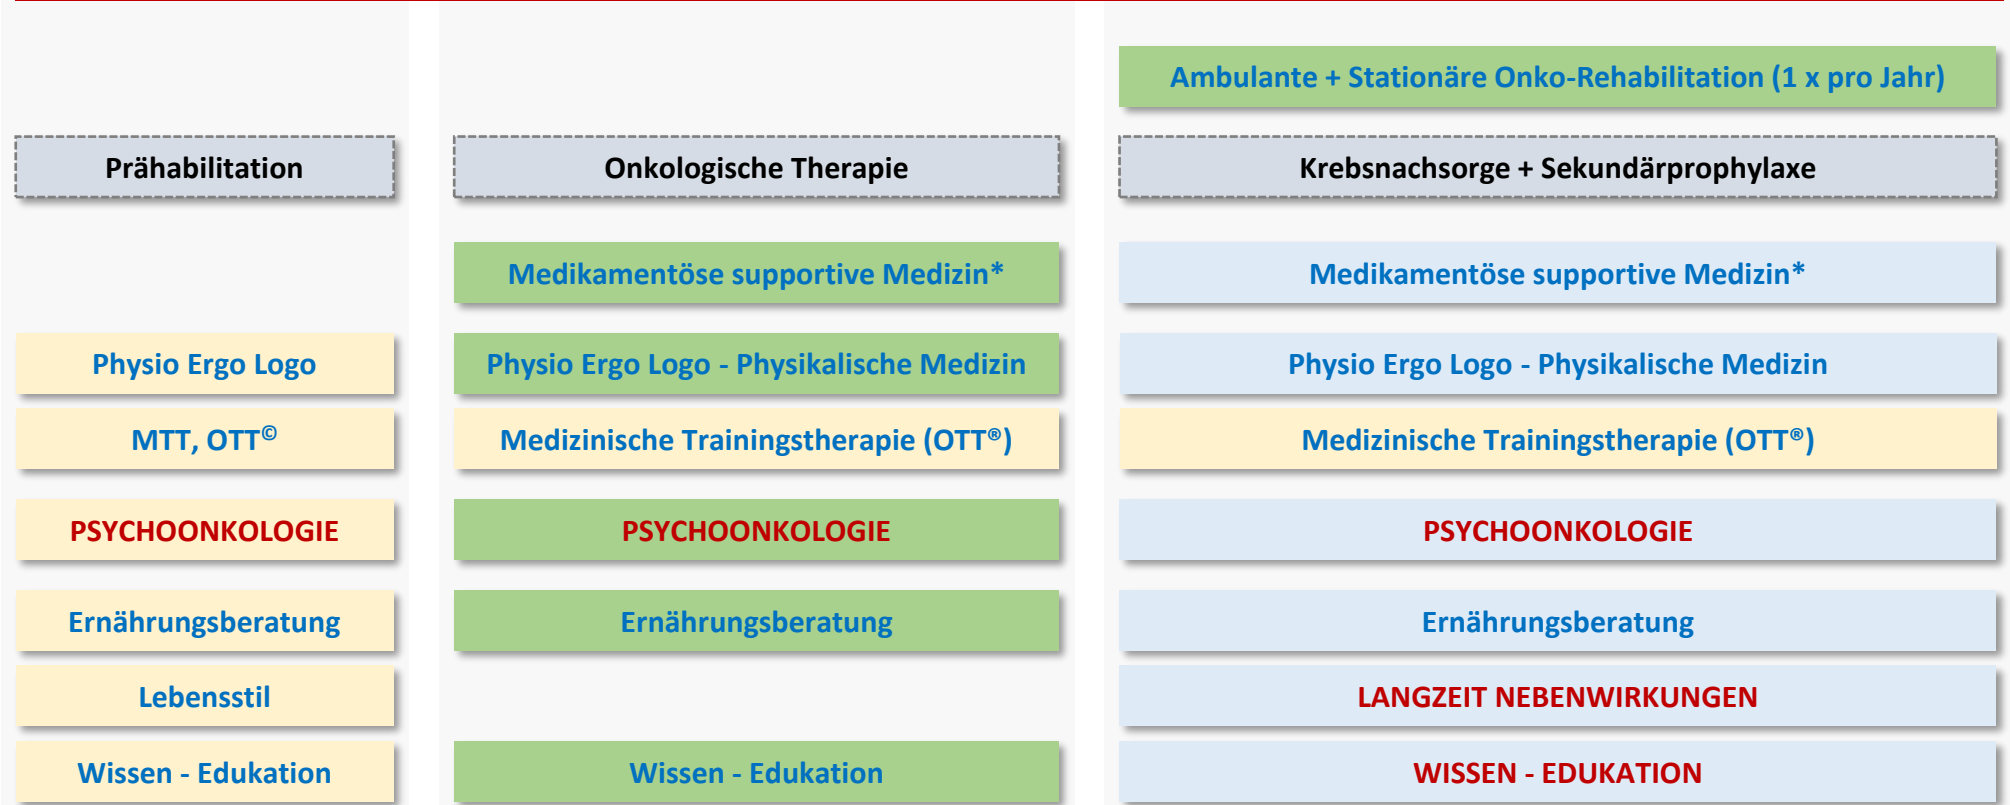 Ambulante + Stationäre Onko-Rehabilitation (1 x pro Jahr)
Prähabilitation
Onkologische Therapie
Krebsnachsorge + Sekundärprophylaxe
Medikamentöse supportive Medizin*
Medikamentöse supportive Medizin*
Physio Ergo Logo
Physio Ergo Logo - Physikalische Medizin
Physio Ergo Logo - Physikalische Medizin
MTT, OTT©
Medizinische Trainingstherapie (OTT®)
Medizinische Trainingstherapie (OTT®)
PSYCHOONKOLOGIE
PSYCHOONKOLOGIE
PSYCHOONKOLOGIE
Ernährungsberatung
Ernährungsberatung
Ernährungsberatung
Lebensstil
LANGZEIT NEBENWIRKUNGEN
Wissen - Edukation
Wissen - Edukation
WISSEN - EDUKATION